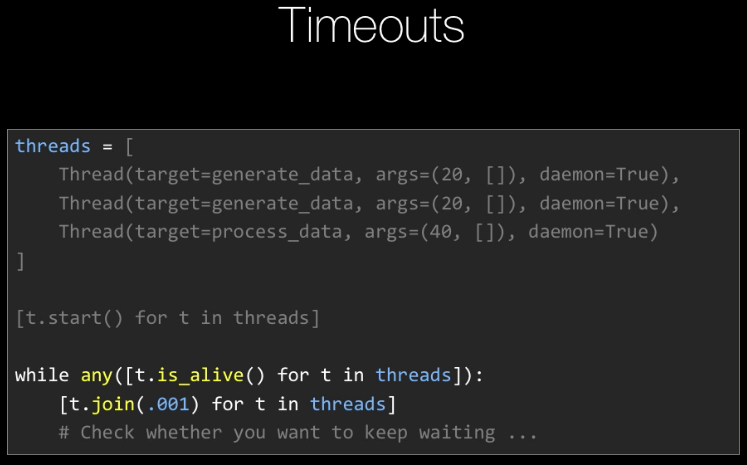 Timeouts
threads = [
    Thread(target=generate_data, args=(20, []), daemon=True),
    Thread(target=generate_data, args=(20, []), daemon=True),
    Thread(target=process_data, args=(40, []), daemon=True)
]
[t.start() for t in threads]
while any([t.is_alive() for t in threads]):
    [t.join(.001) for t in threads]
    # Check whether you want to keep waiting ...